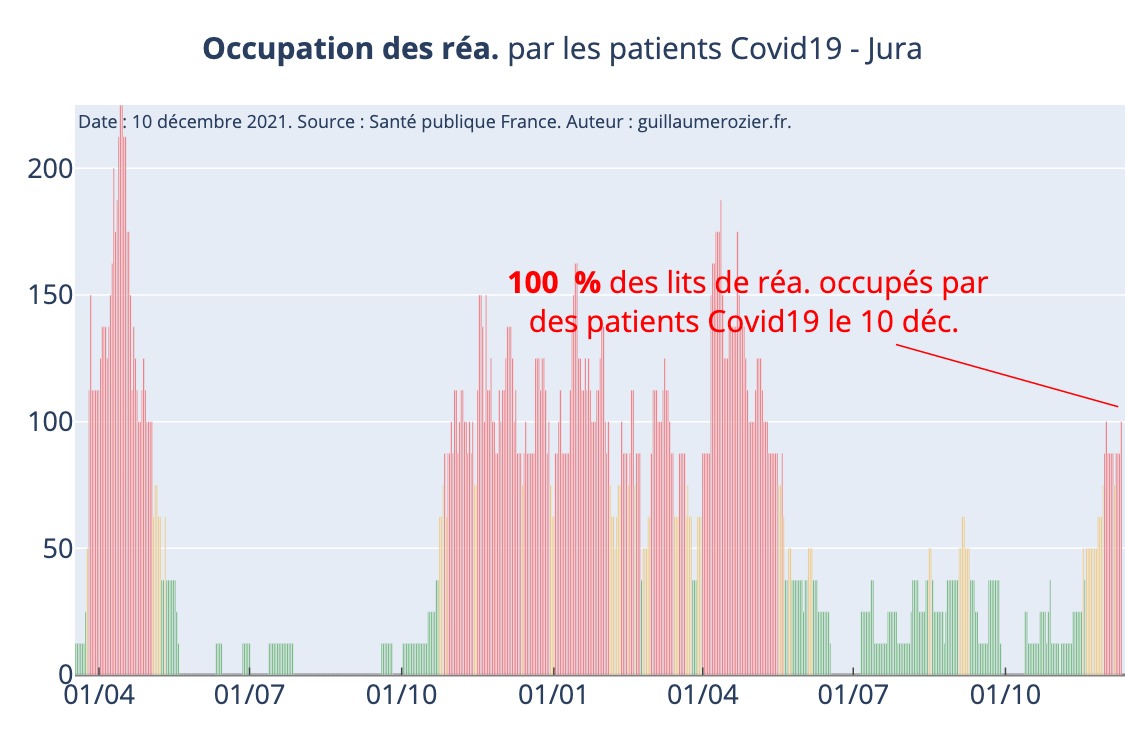 Occupation des réa. par les patients Covid19 - Jura
Date : 10 décembre 2021. Source : Santé publique France. Auteur : guillaumerozier.fr.
200
150
100
50
0
100 % des lits de réa. occupés par
des patients Covid19 le 10 déc.
01/04 01/07 01/10 01/01 01/04 01/07 01/10